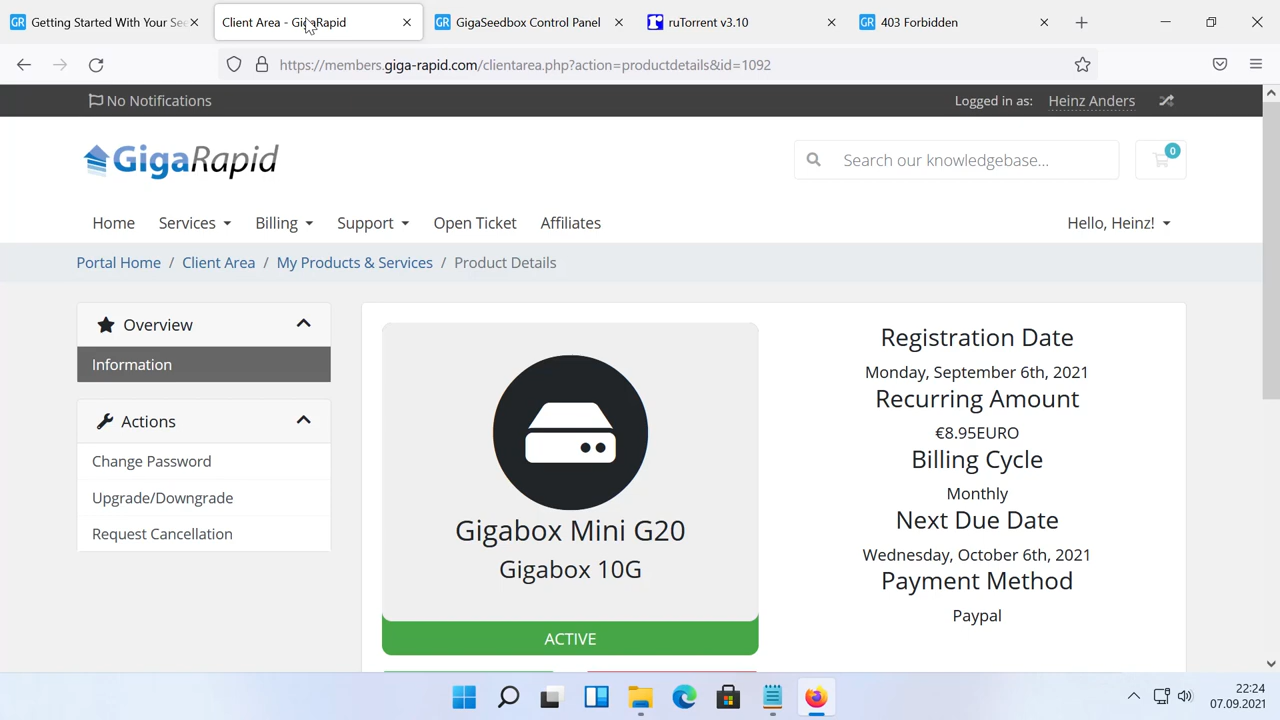 Getting Started With Your See
Client Area - GigaRapid
GigaSeedbox Control Panel
ruTorrent v3.10
403 Forbidden
https://members.giga-rapid.com/clientarea.php?action=productdetails&id=1092
No Notifications
Logged in as: Heinz Anders
GigaRapid
Search our knowledgebase...
0
Home Services Billing Support Open Ticket Affiliates
Hello, Heinz!
Portal Home / Client Area / My Products & Services / Product Details
Overview
Information
Actions
Change Password
Upgrade/Downgrade
Request Cancellation
Gigabox Mini G20
Gigabox 10G
ACTIVE
Registration Date
Monday, September 6th, 2021
Recurring Amount
€8.95EURO
Billing Cycle
Monthly
Next Due Date
Wednesday, October 6th, 2021
Payment Method
Paypal
22:24
07.09.2021